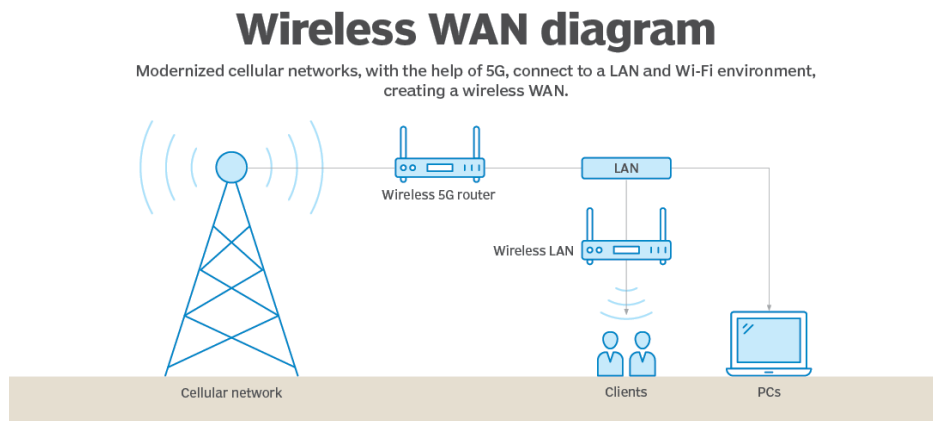 Wireless WAN diagram
Modernized cellular networks, with the help of 5G, connect to a LAN and Wi-Fi environment,
creating a wireless WAN.
LAN
Wireless 5G router
Wireless LAN
Cellular network
Clients
PCs